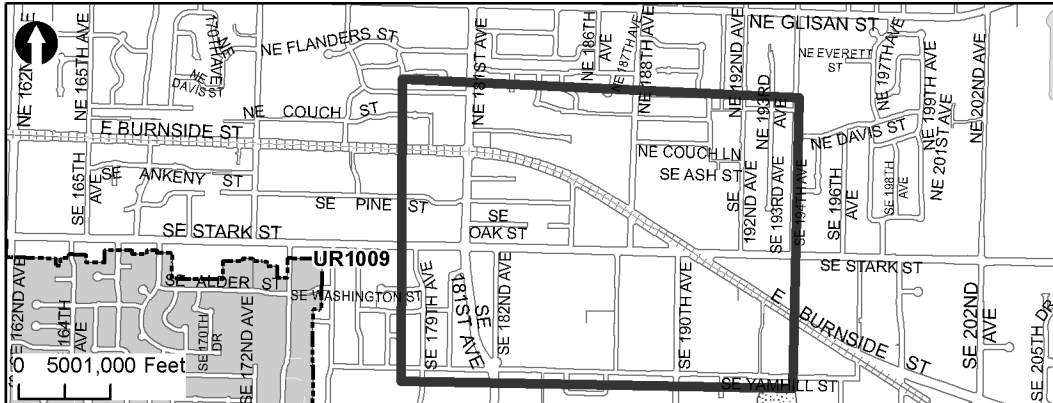 NE GLISAN ST
NE 162N
NE 165TH AVE
170TH AVE
NE
NE FLANDERS ST
NE 181ST AVE
NE 186TH
AVE
NE 187TH AVE
NE 188TH AVE
NE 192ND AVE
NE 193RD
AVE
NE EVERETT
ST
NE 197TH AVE
NE 199TH AVE
NE 201ST AVE
NE 202ND AVE
NE
DAVIS ST
NE COUCH ST
E BURNSIDE ST
NE DAVIS ST
NE COUCH LN
SE ASH ST
SE 165TH
AVE
SE ANKENY ST
SE PINE ST
SE
OAK ST
SE
192ND AVE
SE 193RD AVE
SE 194TH AVE
SE 196TH
AVE
SE 198TH
AVE
SE STARK ST
UR1009
SE STARK ST
SE 162ND AVE
164TH
AVE
SE ALDER ST
SE 170TH
DR
SE 172ND AVE
SE WASHINGTON ST
SE 179TH AVE
181ST AVE
SE
SE 182ND AVE
SE 190TH AVE
E BURNSIDE
ST
SE 202ND
AVE
SE 205TH DR
0 500 1,000 Feet
SE YAMHILL ST